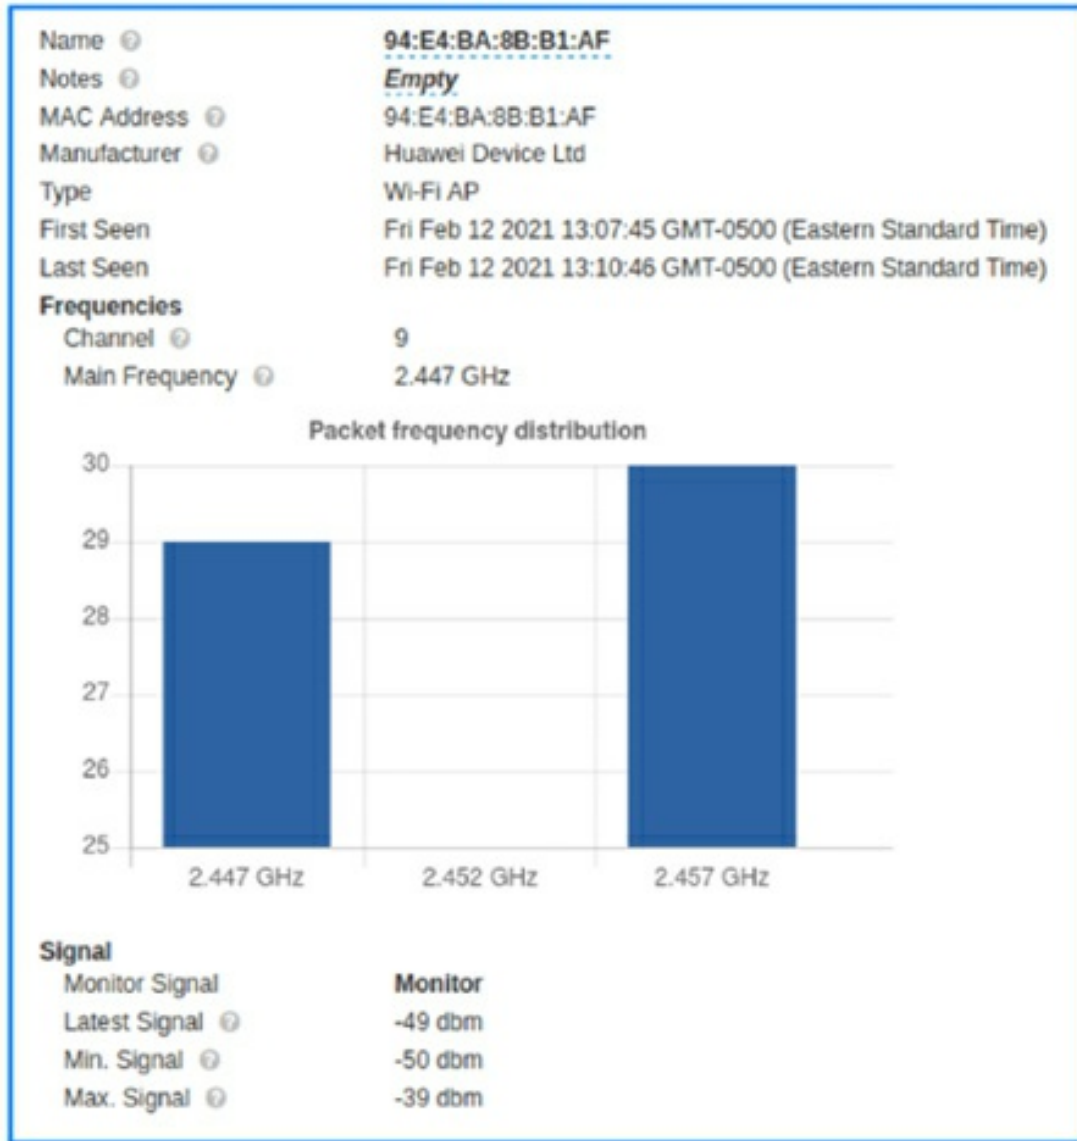 Name 94:E4:BA:8B:B1:AF
Notes Empty
MAC Address 94:E4:BA:8B:B1:AF
Manufacturer Huawei Device Ltd
Type Wi-Fi AP
First Seen Fri Feb 12 2021 13:07:45 GMT-0500 (Eastern Standard Time)
Last Seen Fri Feb 12 2021 13:10:46 GMT-0500 (Eastern Standard Time)
Frequencies
Channel 9
Main Frequency 2.447 GHz
Packet frequency distribution
30
29
28
27
26
25
2.447 GHz 2.452 GHz 2.457 GHz
Signal
Monitor Signal Monitor
Latest Signal -49 dbm
Min. Signal -50 dbm
Max. Signal -39 dbm